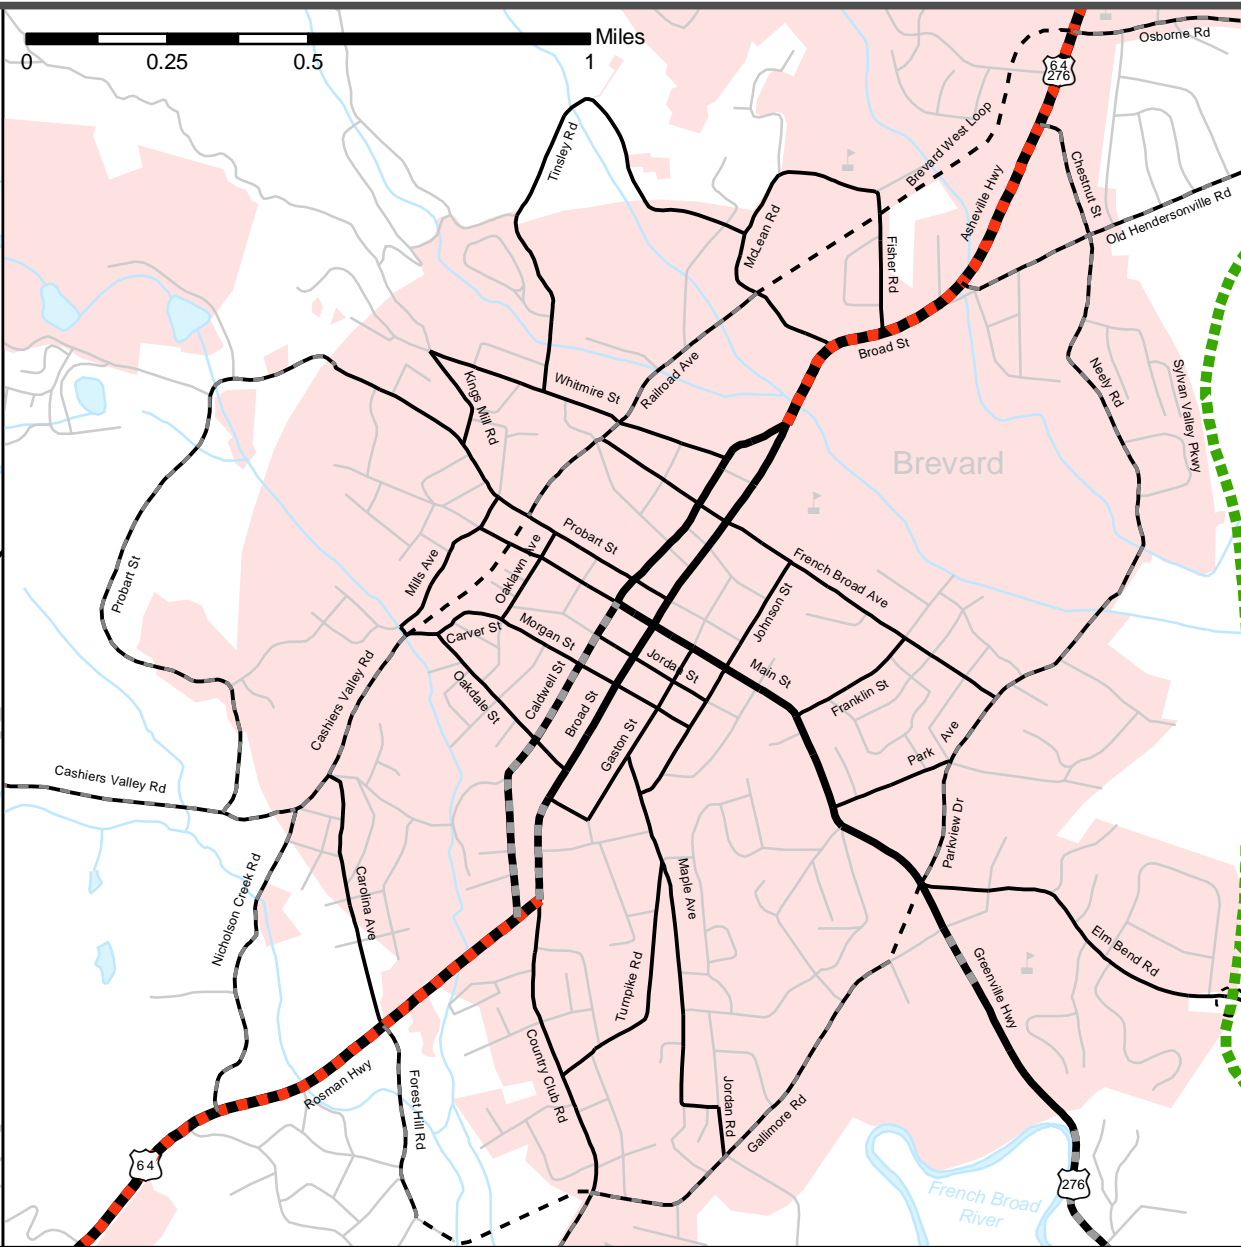 Miles
0
0.25
0.5
1
Osborne Rd
64
276
Tinsley Rd
Brevard West Loop
Chestnut St
Asheville Hwy
Old Hendersonville Rd
McLean Rd
Fisher Rd
Broad St
Railroad Ave
Whitmire St
Kings Mill Rd
Neely Rd
Sylvan Valley Pkwy
Brevard
Probart St
French Broad Ave
Oaklawn Ave
Mills Ave
Probart St
Johnson St
Carver St
Morgan St
Jordan St
Main St
Franklin St
Caldwell St
Oakdale St
Broad St
Gaston St
Cashiers Valley Rd
Park Ave
Cashiers Valley Rd
Parkview Dr
Maple Ave
Carolina Ave
Nicholson Creek Rd
Elm Bend Rd
Greenville Hwy
Turnpike Rd
Country Club Rd
Rosman Hwy
Forest Hill Rd
Jordan Rd
Gallimore Rd
64
276
French Broad
River